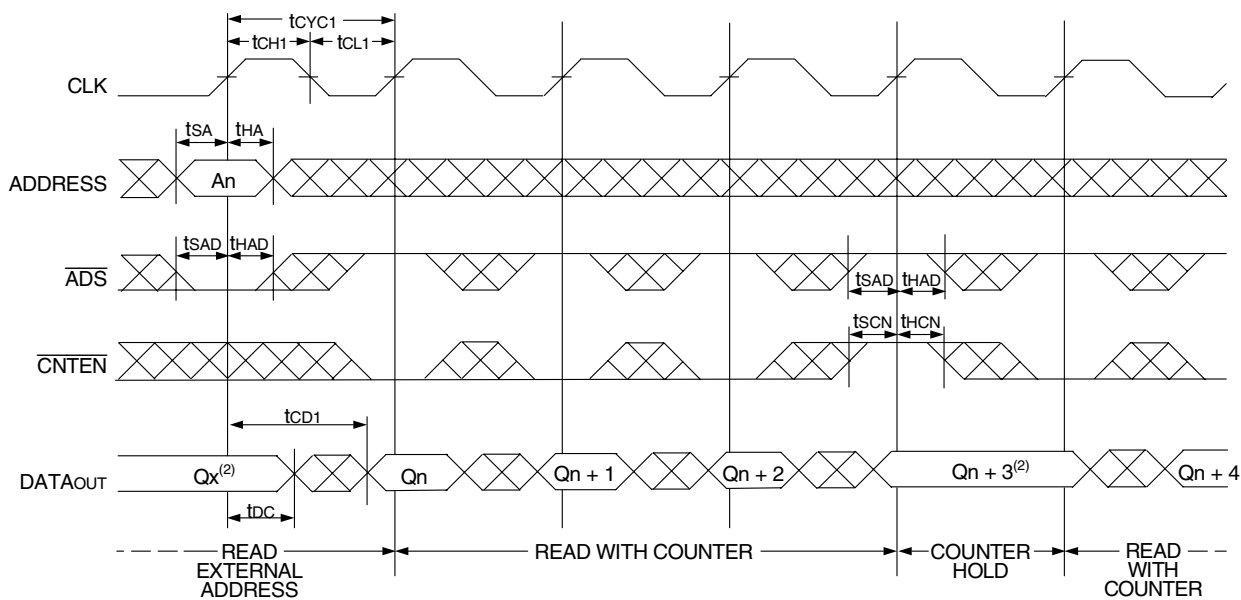 tCYC1
tCH1 tCL1
CLK
tSA tHA
ADDRESS An
tSAD tHAD
ADS
tSAD tHAD
tSCN tHCN
CNTEN
tCD1
DATAOUT Qx(2) Qn Qn + 1 Qn + 2 Qn + 3(2) Qn + 4
tDC
READ EXTERNAL ADDRESS
READ WITH COUNTER
COUNTER HOLD
READ WITH COUNTER